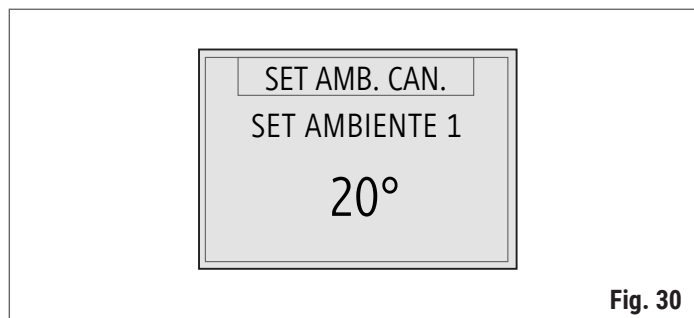 SET AMB. CAN.
SET AMBIENTE 1
20°
Fig. 30